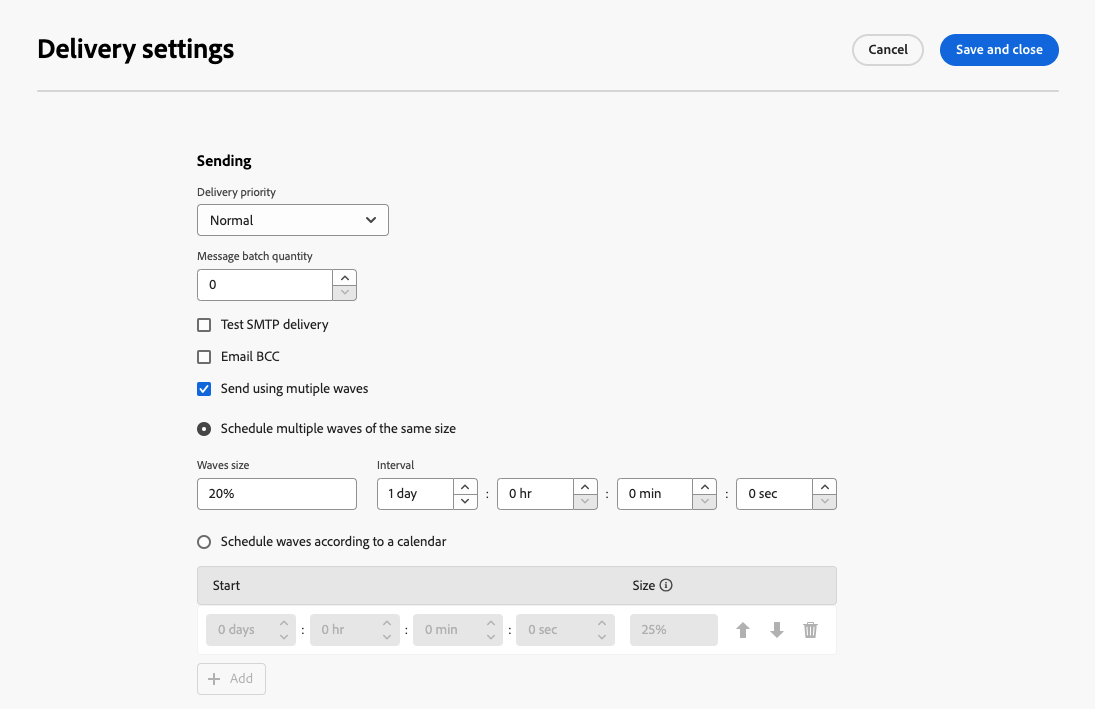 Delivery settings
Cancel
Save and close
Sending
Delivery priority
Normal
Message batch quantity
0
Test SMTP delivery
Email BCC
Send using mutiple waves
Schedule multiple waves of the same size
Waves size
Interval
20%
1 day : 0 hr : 0 min : 0 sec
Schedule waves according to a calendar
Start
Size
0 days : 0 hr : 0 min : 0 sec
25%
Add